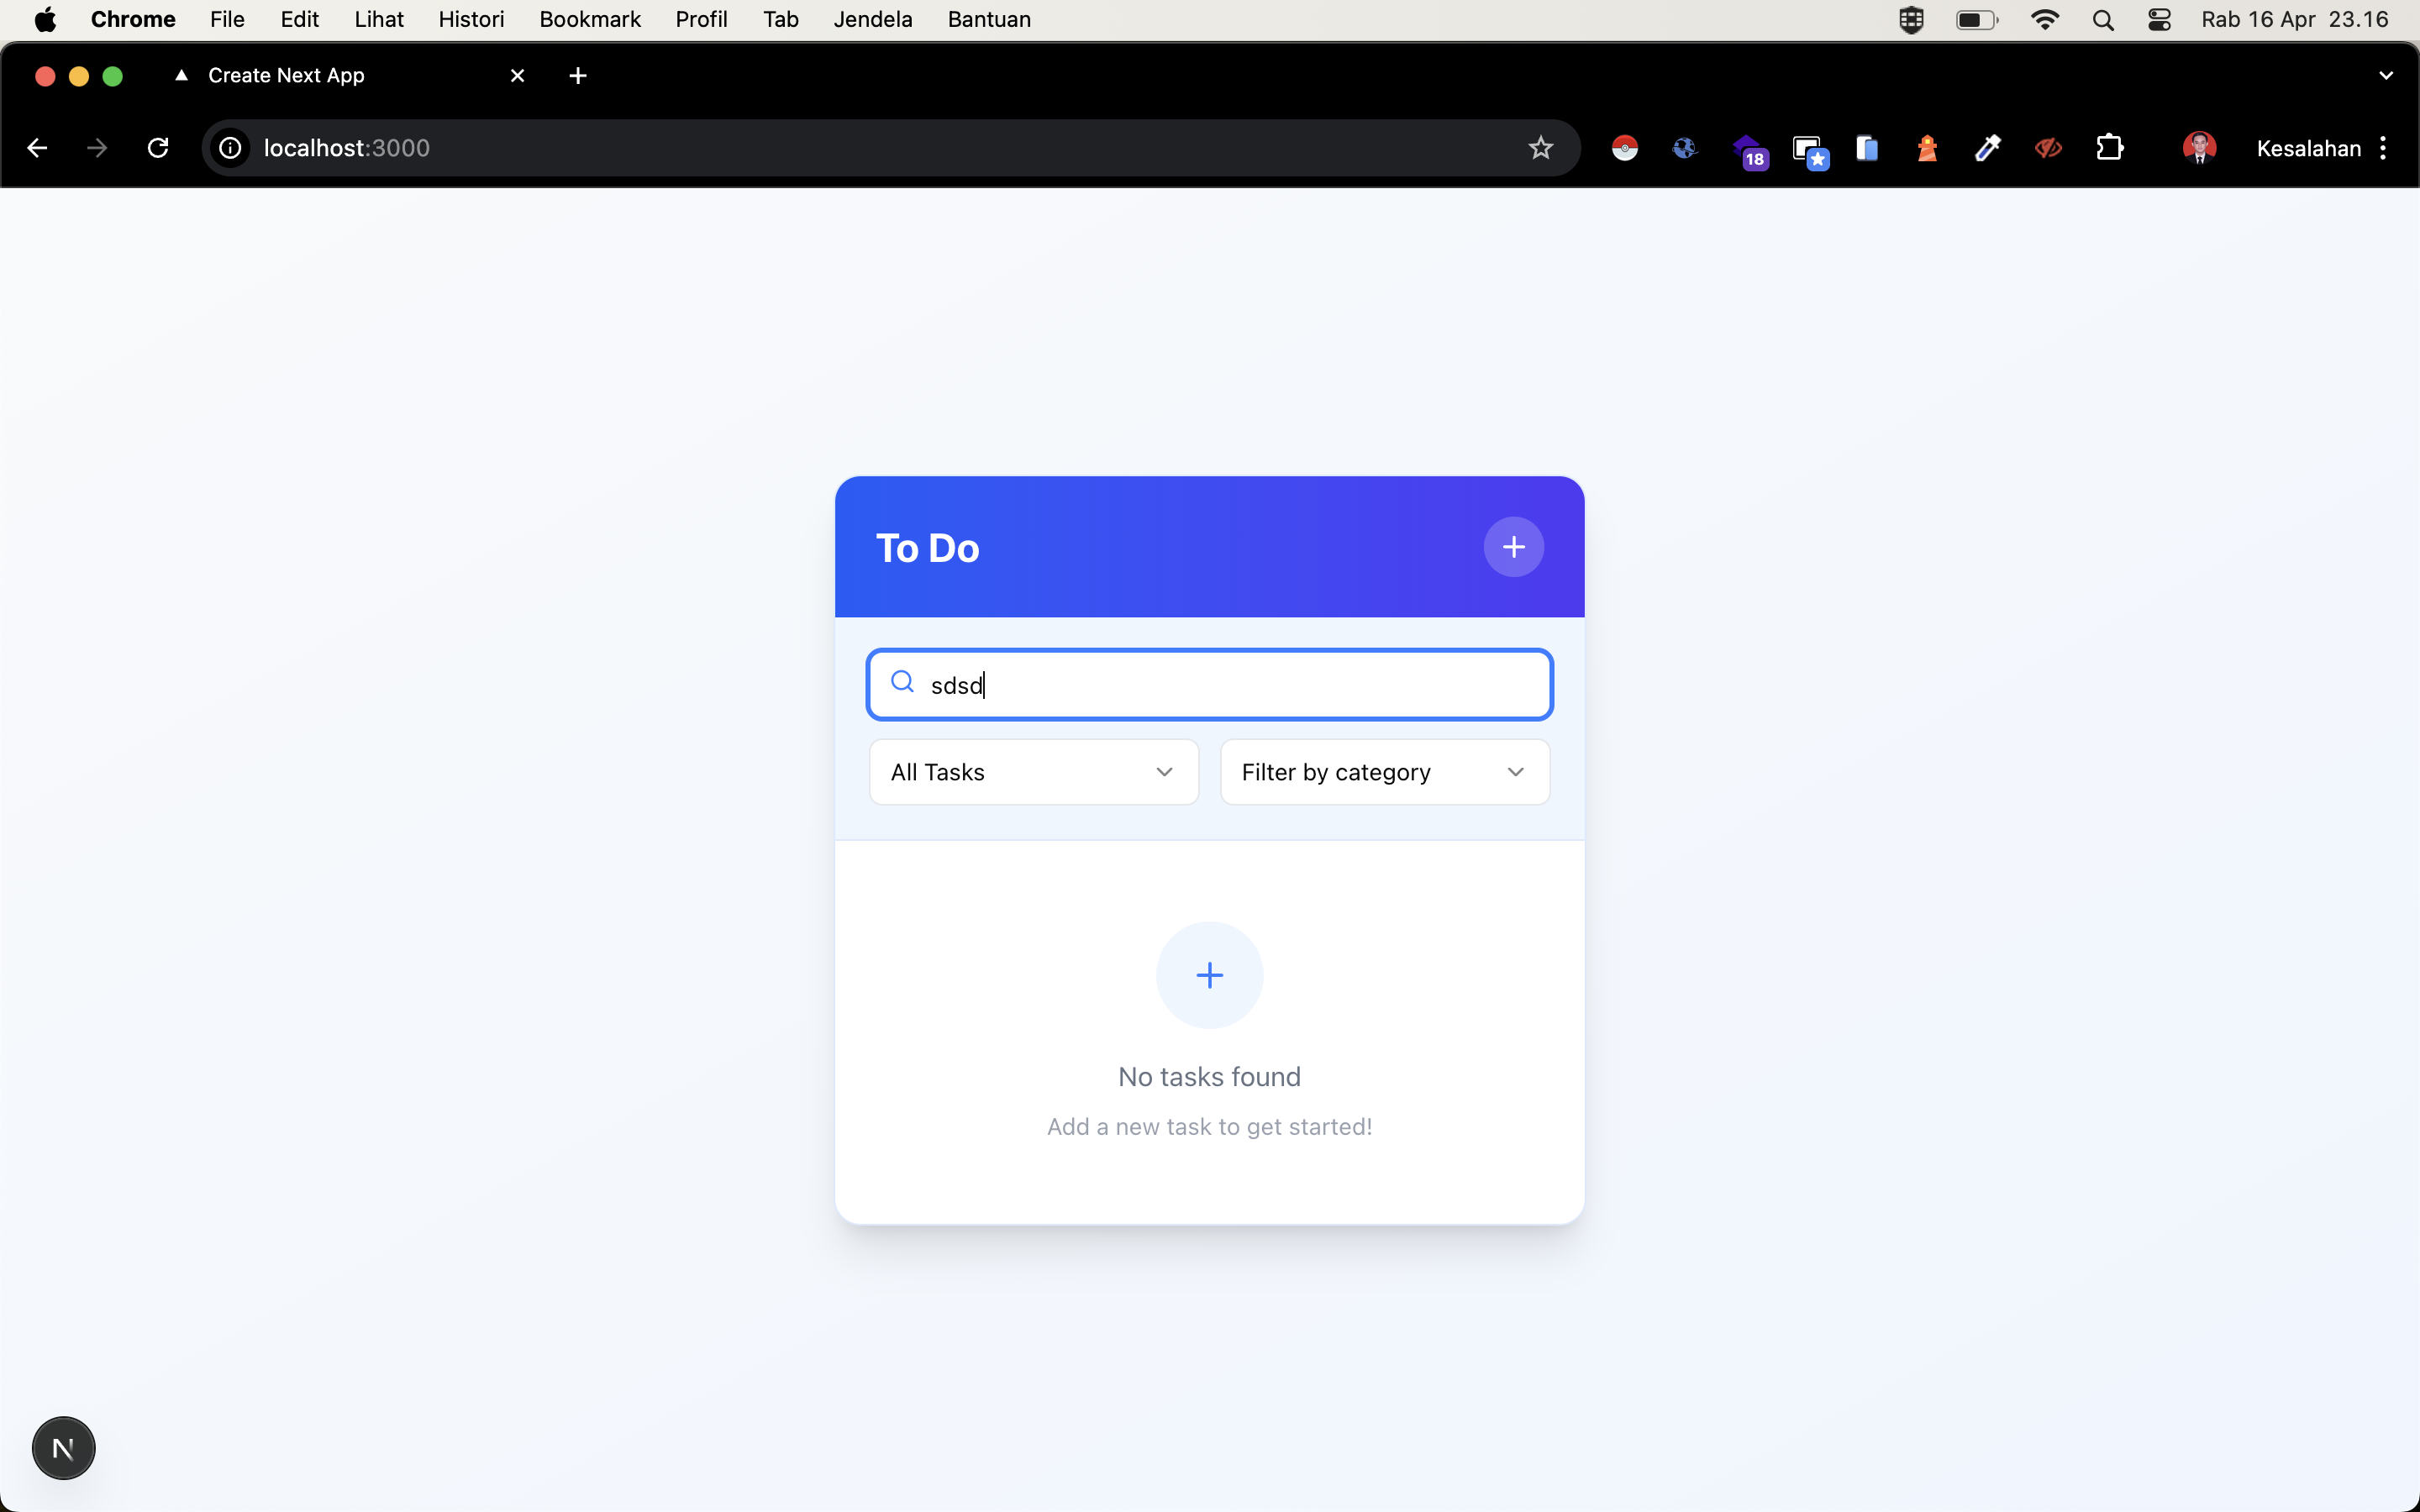 Chrome File Edit Lihat Histori Bookmark Profil Tab Jendela Bantuan Rab 16 Apr 23.16
Create Next App
localhost:3000 18 Kesalahan
To Do
sdsd
All Tasks Filter by category
No tasks found
Add a new task to get started!
N